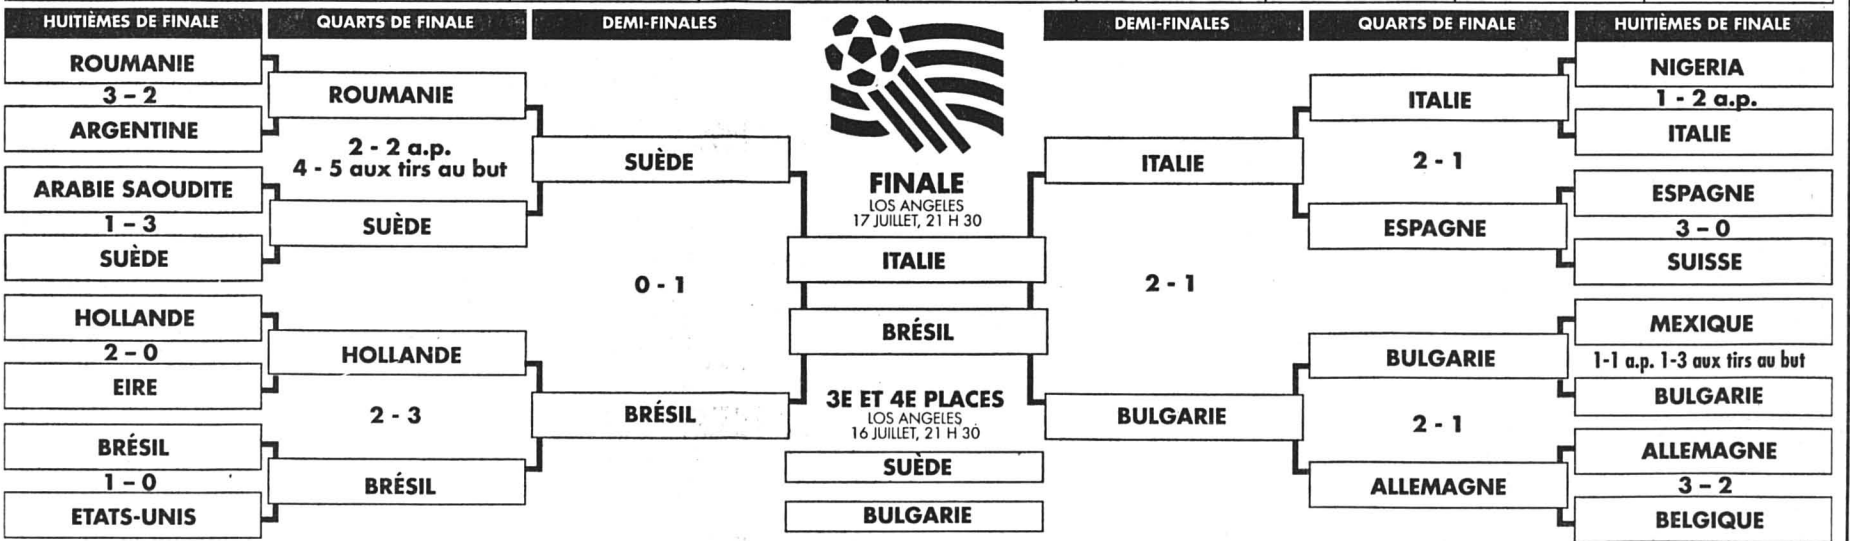 HUITIÈMES DE FINALE
ROUMANIE
3 – 2
ARGENTINE
ARABIE SAOUDITE
1 – 3
SUÈDE
HOLLANDE
2 – 0
EIRE
BRÉSIL
1 – 0
ETATS-UNIS
QUARTS DE FINALE
ROUMANIE
2 - 2 a.p.
4 - 5 aux tirs au but
SUÈDE
HOLLANDE
2 - 3
BRÉSIL
DEMI-FINALES
SUÈDE
0 - 1
BRÉSIL
FINALE
LOS ANGELES
17 JUILLET, 21 H 30
ITALIE
BRÉSIL
3E ET 4E PLACES
LOS ANGELES
16 JUILLET, 21 H 30
SUÈDE
BULGARIE
DEMI-FINALES
ITALIE
2 - 1
BULGARIE
QUARTS DE FINALE
ITALIE
2 - 1
ESPAGNE
BULGARIE
2 - 1
ALLEMAGNE
HUITIÈMES DE FINALE
NIGERIA
1 - 2 a.p.
ITALIE
ESPAGNE
3 – 0
SUISSE
MEXIQUE
1-1 a.p. 1-3 aux tirs au but
BULGARIE
ALLEMAGNE
3 – 2
BELGIQUE